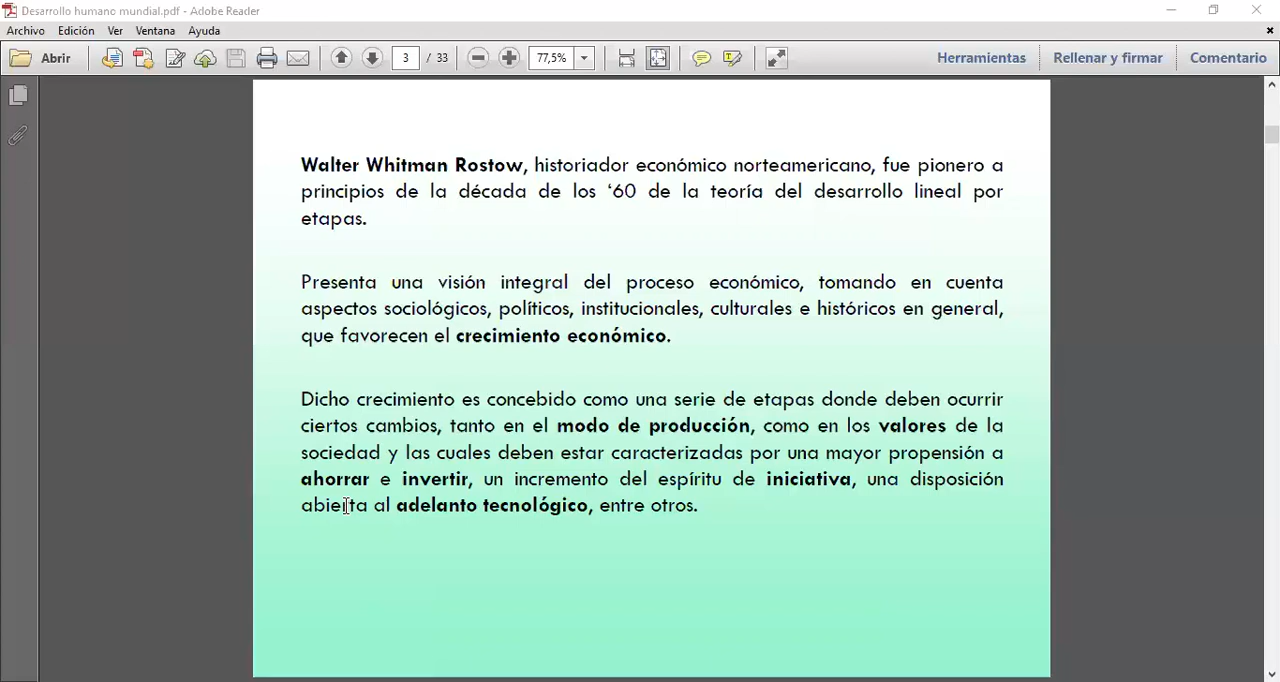 Desarrollo humano mundial.pdf - Adobe Reader
Archivo Edición Ver Ventana Ayuda
Abrir 3 / 33 77,5% Herramientas Rellenar y firmar Comentario
Walter Whitman Rostow, historiador económico norteamericano, fue pionero a
principios de la década de los ‘60 de la teoría del desarrollo lineal por
etapas.
Presenta una visión integral del proceso económico, tomando en cuenta
aspectos sociológicos, políticos, institucionales, culturales e históricos en general,
que favorecen el crecimiento económico.
Dicho crecimiento es concebido como una serie de etapas donde deben ocurrir
ciertos cambios, tanto en el modo de producción, como en los valores de la
sociedad y las cuales deben estar caracterizadas por una mayor propensión a
ahorrar e invertir, un incremento del espíritu de iniciativa, una disposición
abierta al adelanto tecnológico, entre otros.